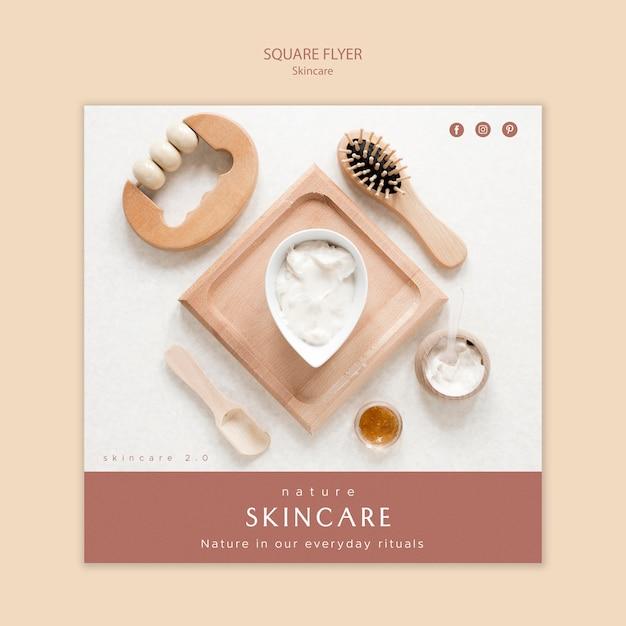 SQUARE FLYER
Skincare
skincare 2.0
nature
SKINCARE
Nature in our everyday rituals